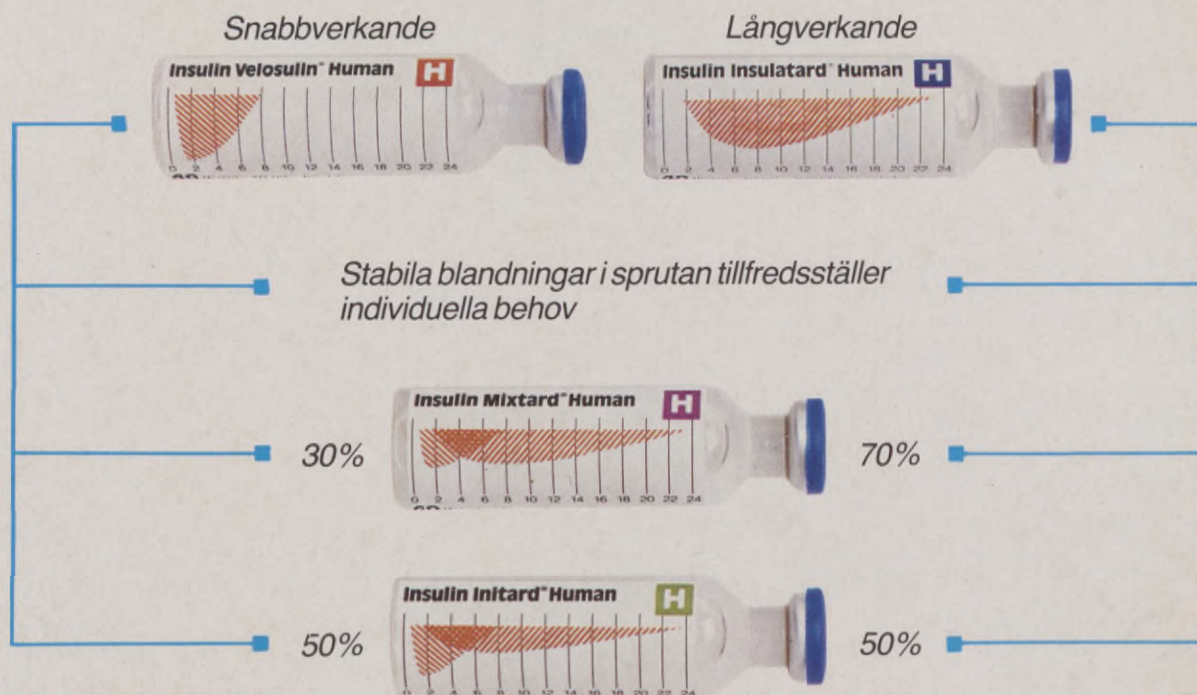 Snabbverkande
Långverkande
Insulin Velosulin® Human H
0 2 4 6 8 10 12 14 16 18 20 22 24
Insulin Insulatard® Human H
0 2 4 6 8 10 12 14 16 18 20 22 24
Stabila blandningar i sprutan tillfredsställer
individuella behov
Insulin Mixtard® Human H
0 2 4 6 8 10 12 14 16 18 20 22 24
30%
70%
Insulin Initard® Human H
0 2 4 6 8 10 12 14 16 18 20 22 24
50%
50%